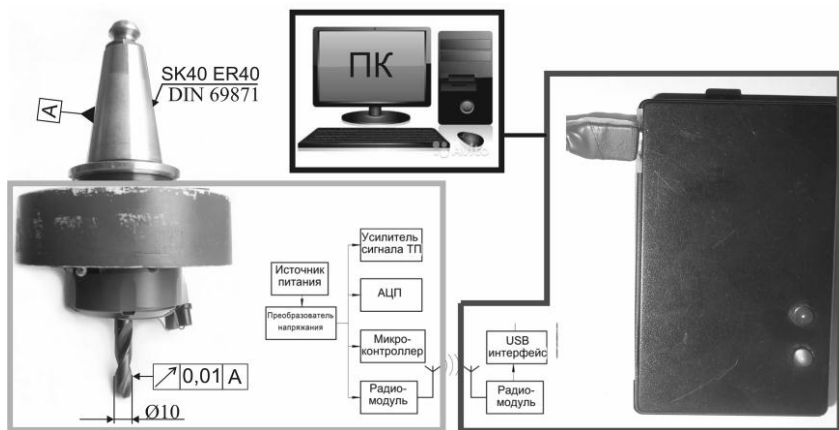 ПК
SK40 ER40
DIN 69871
A
Усилитель
сигнала ТП
Источник
питания
АЦП
Преобразователь
напряжания
Микро-
контроллер
USB
интерфейс
Радио-
модуль
Радио-
модуль
0,01 A
Ø10